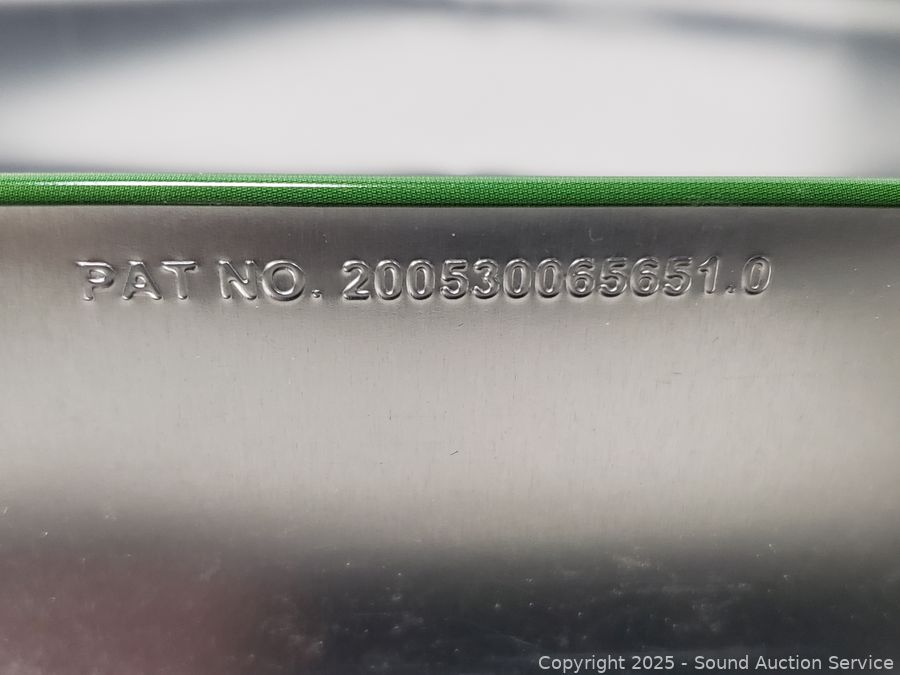 PAT NO. 200530065651.0
Copyright 2025 - Sound Auction Service